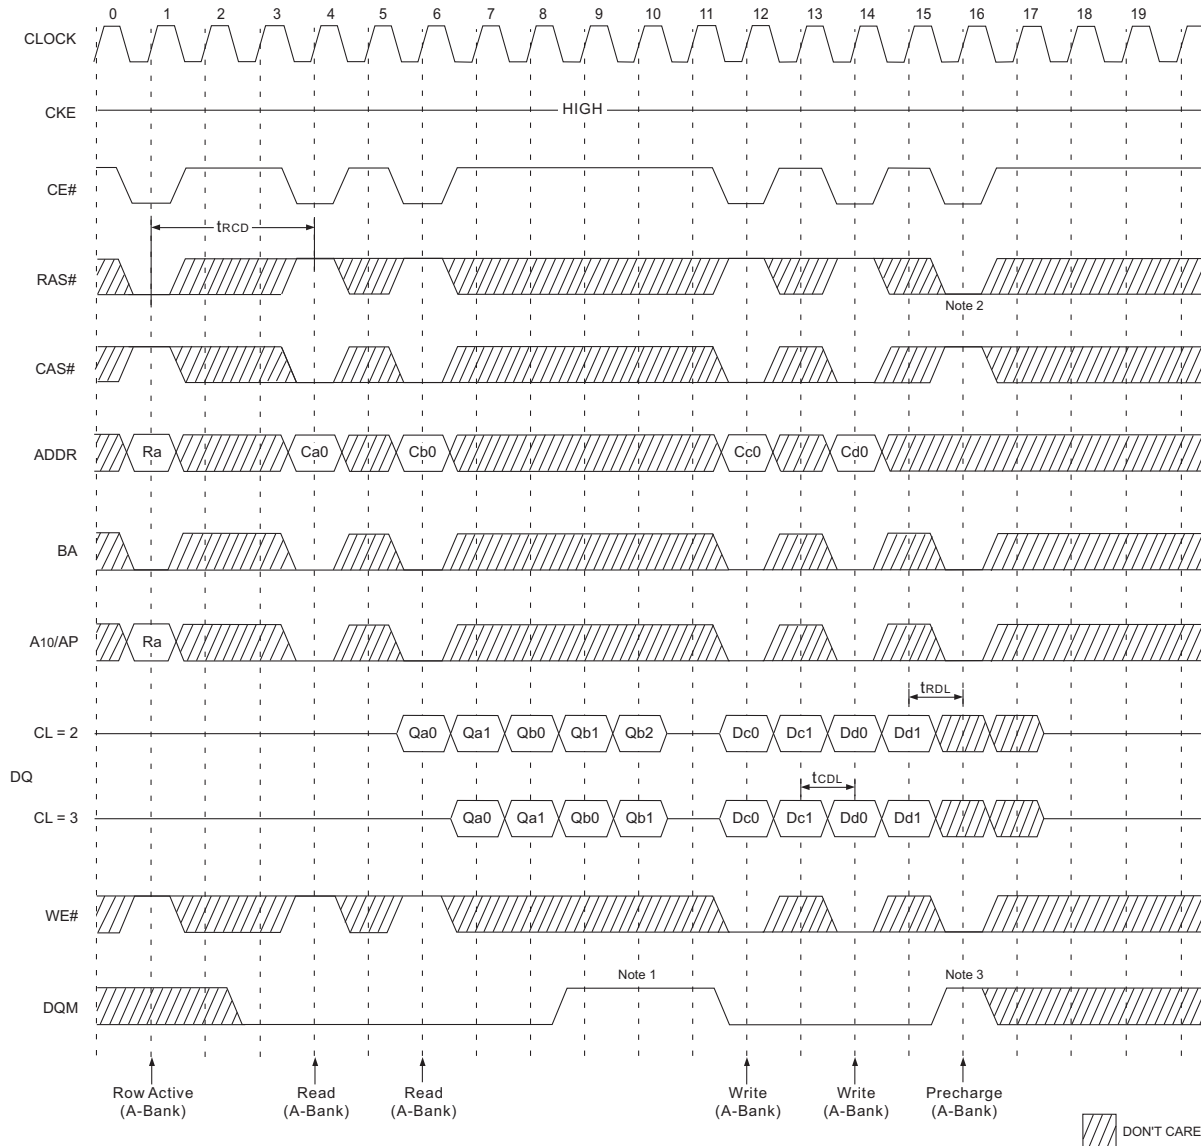 0 1 2 3 4 5 6 7 8 9 10 11 12 13 14 15 16 17 18 19
CLOCK
CKE
HIGH
CE#
tRCD
RAS#
Note 2
CAS#
ADDR
Ra Ca0 Cb0 Cc0 Cd0
BA
A10/AP
Ra
tRDL
CL = 2
Qa0 Qa1 Qb0 Qb1 Qb2 Dc0 Dc1 Dd0 Dd1
DQ
tCDL
CL = 3
Qa0 Qa1 Qb0 Qb1 Dc0 Dc1 Dd0 Dd1
WE#
Note 1
Note 3
DQM
Row Active
(A-Bank)
Read
(A-Bank)
Read
(A-Bank)
Write
(A-Bank)
Write
(A-Bank)
Precharge
(A-Bank)
DON'T CARE